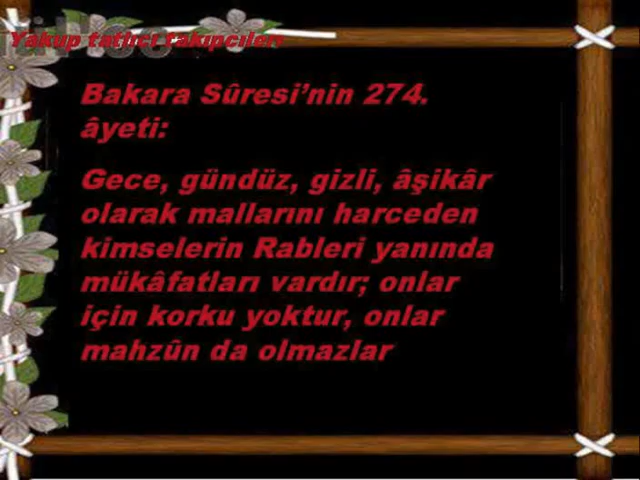 Yakup tatlıcı takipcileri
Bakara Sûresi’nin 274.
âyeti:
Gece, gündüz, gizli, âşikâr
olarak mallarını harceden
kimselerin Rableri yanında
mükâfatları vardır; onlar
için korku yoktur, onlar
mahzûn da olmazlar